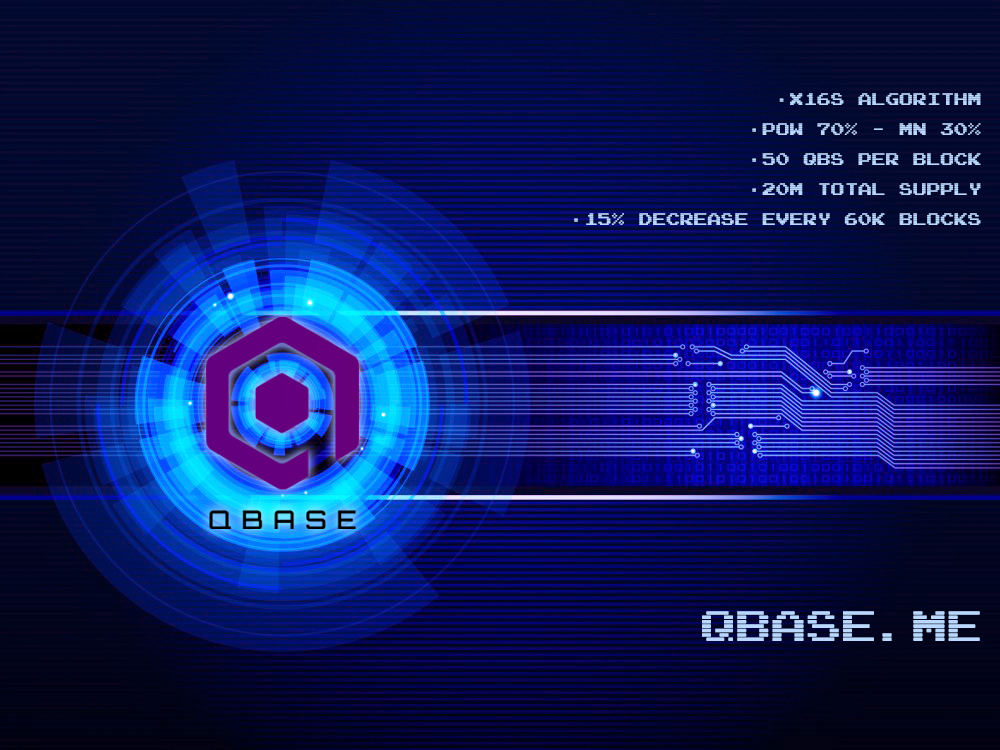 ·X16S ALGORITHM
·POW 70% - MN 30%
·50 QBS PER BLOCK
·20M TOTAL SUPPLY
·15% DECREASE EVERY 60K BLOCKS
QBASE
QBASE.ME